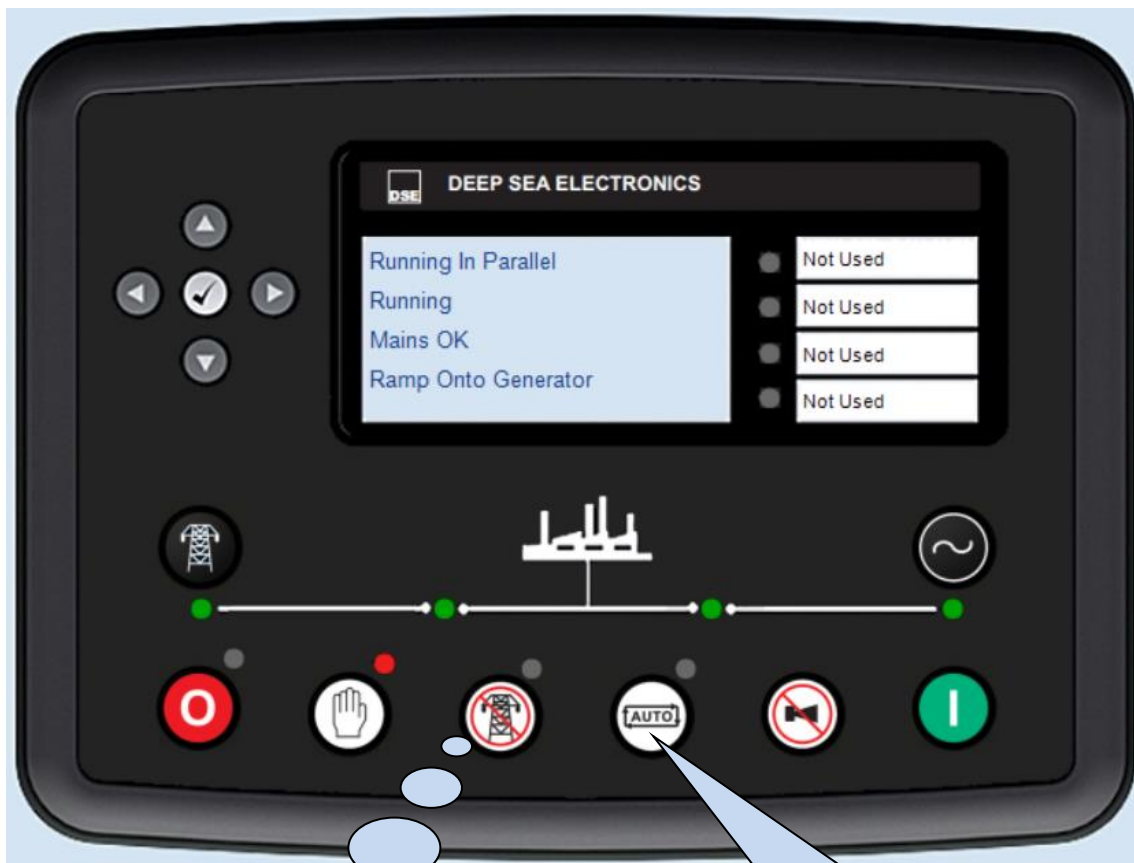 DSE
DEEP SEA ELECTRONICS
Running In Parallel
Running
Mains OK
Ramp Onto Generator
Not Used
Not Used
Not Used
Not Used
O
AUTO
I